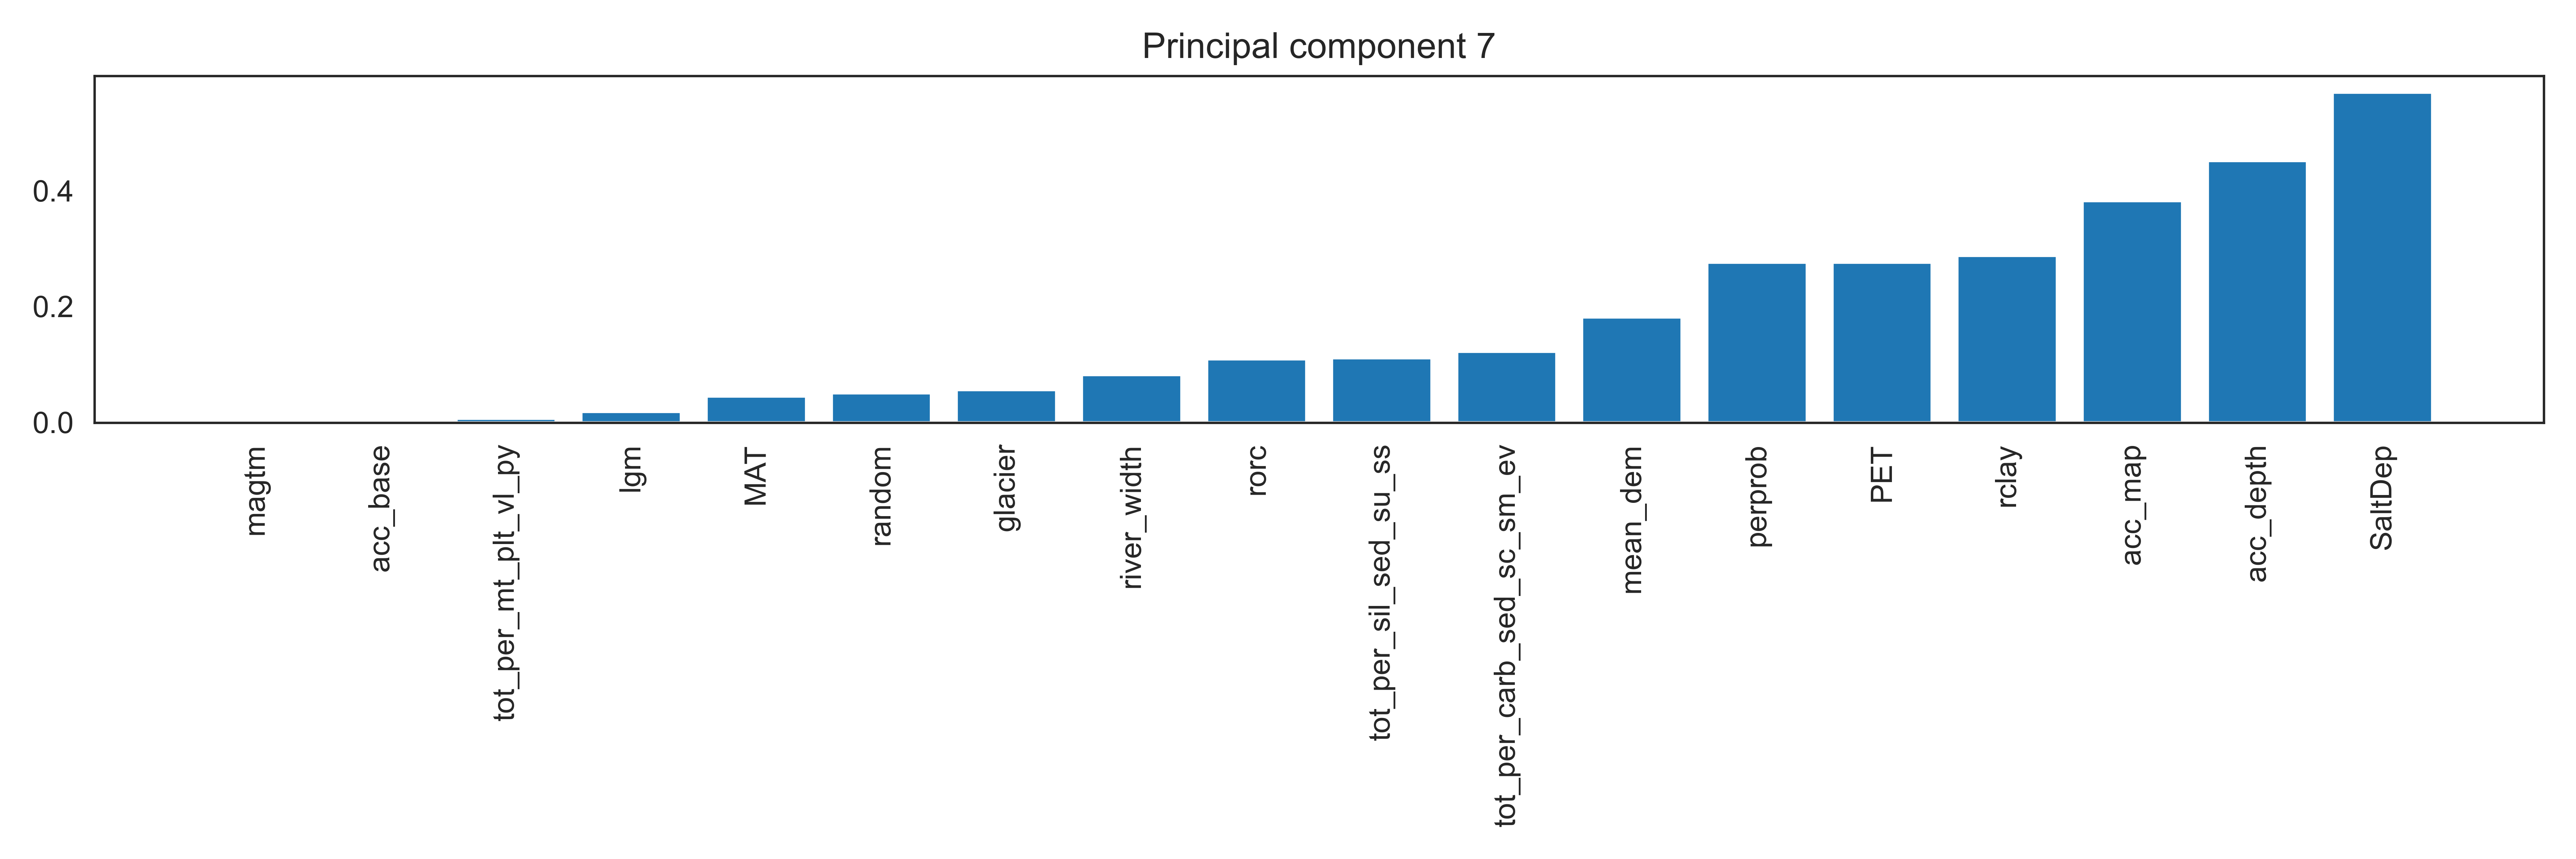 Principal component 7
0.4
0.2
0.0
magtm
acc_base
tot_per_mt_plt_vl_py
lgm
MAT
random
glacier
river_width
rorc
tot_per_sil_sed_su_ss
tot_per_carb_sed_sc_sm_ev
mean_dem
perprob
PET
rclay
acc_map
acc_depth
SaltDep